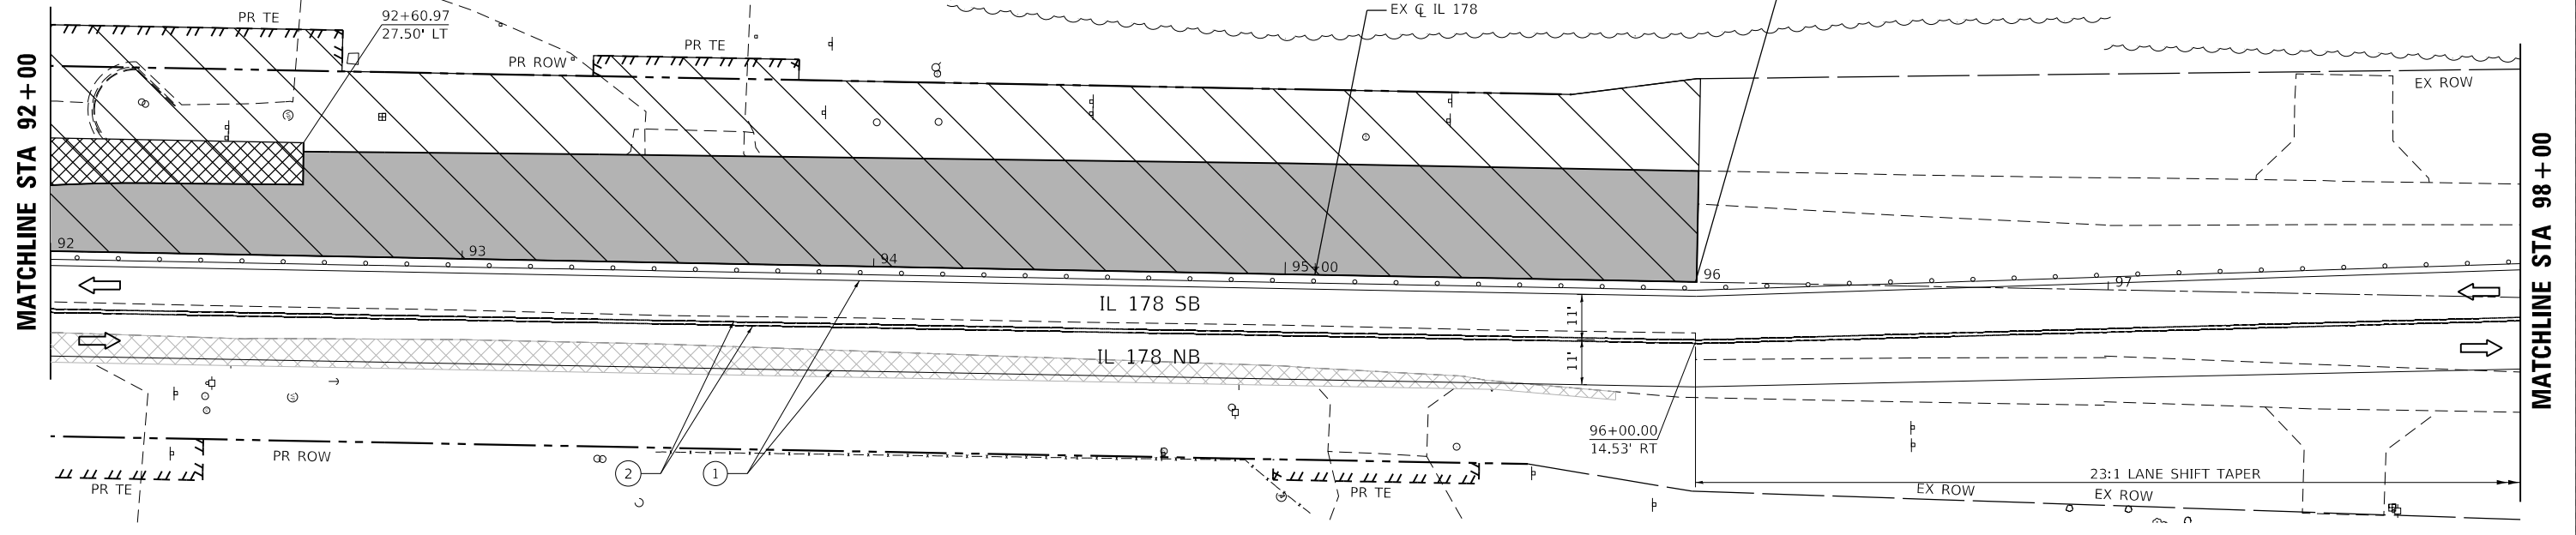 MATCHLINE STA 92+00
PR TE
92+60.97
27.50' LT
PR ROW
PR TE
EX ℄ IL 178
EX ROW
MATCHLINE STA 98+00
92
93
94
95+00
96
97
IL 178 SB
IL 178 NB
11'
11'
96+00.00
14.53' RT
PR ROW
PR TE
2
1
PR TE
23:1 LANE SHIFT TAPER
EX ROW
EX ROW